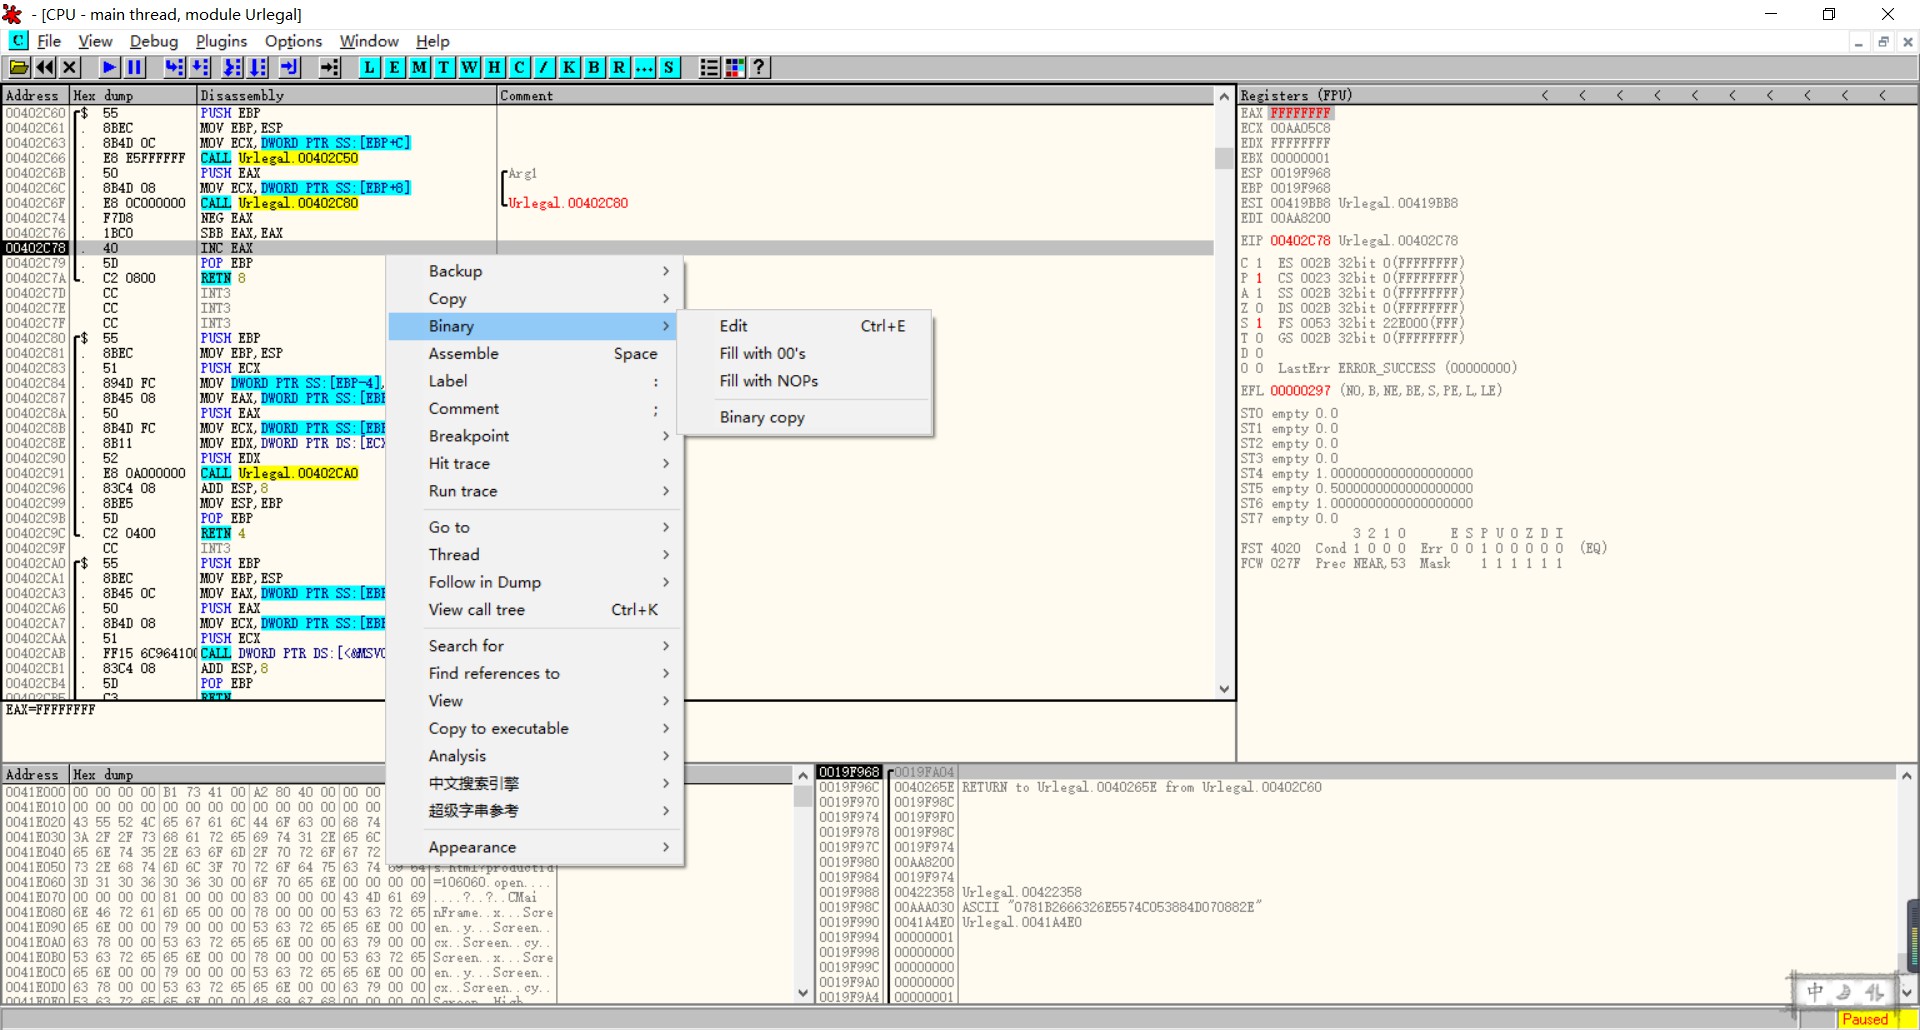 - [CPU - main thread, module Urlegal]
C File View Debug Plugins Options Window Help
L E M T W H C / K B R ... S ?
Address Hex dump Disassembly Comment
00402C60 $ 55 PUSH EBP
00402C61 . 8BEC MOV EBP,ESP
00402C63 . 8B4D 0C MOV ECX,DWORD PTR SS:[EBP+C]
00402C66 . E8 E5FFFFFF CALL Urlegal.00402C50
00402C6B . 50 PUSH EAX Arg1
00402C6C . 8B4D 08 MOV ECX,DWORD PTR SS:[EBP+8]
00402C6F . E8 0C000000 CALL Urlegal.00402C80 Urlegal.00402C80
00402C74 . F7D8 NEG EAX
00402C76 . 1BC0 SBB EAX,EAX
00402C78 . 40 INC EAX
00402C79 . 5D POP EBP
00402C7A . C2 0800 RETN 8
00402C7D CC INT3
00402C7E CC INT3
00402C7F CC INT3
00402C80 $ 55 PUSH EBP
00402C81 . 8BEC MOV EBP,ESP
00402C83 . 51 PUSH ECX
00402C84 . 894D FC MOV DWORD PTR SS:[EBP-4],
00402C87 . 8B45 08 MOV EAX,DWORD PTR SS:[EBP
00402C8A . 50 PUSH EAX
00402C8B . 8B4D FC MOV ECX,DWORD PTR SS:[EBP
00402C8E . 8B11 MOV EDX,DWORD PTR DS:[ECX
00402C90 . 52 PUSH EDX
00402C91 . E8 0A000000 CALL Urlegal.00402CA0
00402C96 . 83C4 08 ADD ESP,8
00402C99 . 8BE5 MOV ESP,EBP
00402C9B . 5D POP EBP
00402C9C . C2 0400 RETN 4
00402C9F CC INT3
00402CA0 $ 55 PUSH EBP
00402CA1 . 8BEC MOV EBP,ESP
00402CA3 . 8B45 0C MOV EAX,DWORD PTR SS:[EBP
00402CA6 . 50 PUSH EAX
00402CA7 . 8B4D 08 MOV ECX,DWORD PTR SS:[EBP
00402CAA . 51 PUSH ECX
00402CAB . FF15 6C964100 CALL DWORD PTR DS:[<&MSVC
00402CB1 . 83C4 08 ADD ESP,8
00402CB4 . 5D POP EBP
00402CB5 . C3 RETN
EAX=FFFFFFFF
Backup
Copy
Binary
Assemble Space
Label :
Comment ;
Breakpoint
Hit trace
Run trace
Go to
Thread
Follow in Dump
View call tree Ctrl+K
Search for
Find references to
View
Copy to executable
Analysis
中文搜索引擎
超级字串参考
Appearance
Edit Ctrl+E
Fill with 00's
Fill with NOPs
Binary copy
Registers (FPU) < < < < < < < < < <
EAX FFFFFFFF
ECX 00AA05C8
EDX FFFFFFFF
EBX 00000001
ESP 0019F968
EBP 0019F968
ESI 00419BB8 Urlegal.00419BB8
EDI 00AA8200
EIP 00402C78 Urlegal.00402C78
C 1 ES 002B 32bit 0(FFFFFFFF)
P 1 CS 0023 32bit 0(FFFFFFFF)
A 1 SS 002B 32bit 0(FFFFFFFF)
Z 0 DS 002B 32bit 0(FFFFFFFF)
S 1 FS 0053 32bit 22E000(FFF)
T 0 GS 002B 32bit 0(FFFFFFFF)
D 0
O 0 LastErr ERROR_SUCCESS (00000000)
EFL 00000297 (NO,B,NE,BE,S,PE,L,LE)
ST0 empty 0.0
ST1 empty 0.0
ST2 empty 0.0
ST3 empty 0.0
ST4 empty 1.0000000000000000000
ST5 empty 0.5000000000000000000
ST6 empty 1.0000000000000000000
ST7 empty 0.0
3 2 1 0 E S P U O Z D I
FST 4020 Cond 1 0 0 0 Err 0 0 1 0 0 0 0 0 (EQ)
FCW 027F Prec NEAR,53 Mask 1 1 1 1 1 1
Address Hex dump
0041E000 00 00 00 00 B1 73 41 00 A2 80 40 00 00 00
0041E010 00 00 00 00 00 00 00 00 00 00 00 00 00 00
0041E020 43 55 52 4C 65 67 61 6C 44 6F 63 00 68 74
0041E030 3A 2F 2F 73 68 61 72 65 69 74 31 2E 65 6C
0041E040 65 6E 74 35 2E 63 6F 6D 2F 70 72 6F 67 72
0041E050 73 2E 68 74 6D 6C 3F 70 72 6F 64 75 63 74 69 64 s.html?productid
0041E060 3D 31 30 36 30 36 30 00 6F 70 65 6E 00 00 00 00 =106060.open....
0041E070 00 00 00 00 81 00 00 00 83 00 00 00 43 4D 61 69 ....?..?..CMai
0041E080 6E 46 72 61 6D 65 00 00 78 00 00 00 53 63 72 65 nFrame..x...Scre
0041E090 65 6E 00 00 79 00 00 00 53 63 72 65 65 6E 00 00 en..y...Screen..
0041E0A0 63 78 00 00 53 63 72 65 65 6E 00 00 63 79 00 00 cx..Screen..cy..
0041E0B0 53 63 72 65 65 6E 00 00 78 00 00 00 53 63 72 65 Screen..x...Scre
0041E0C0 65 6E 00 00 79 00 00 00 53 63 72 65 65 6E 00 00 en..y...Screen..
0041E0D0 63 78 00 00 53 63 72 65 65 6E 00 00 63 79 00 00 cx..Screen..cy..
0041E0E0 53 63 72 65 65 6E 00 00 48 69 67 68 00 00 00 00 Screen..High....
0019F968 0019FA04
0019F96C 0040265E RETURN to Urlegal.0040265E from Urlegal.00402C60
0019F970 0019F98C
0019F974 0019F9F0
0019F978 0019F98C
0019F97C 0019F974
0019F980 00AA8200
0019F984 0019F974
0019F988 00422358 Urlegal.00422358
0019F98C 00AAA030 ASCII "0781B2666326E5574C053884D070882E"
0019F990 0041A4E0 Urlegal.0041A4E0
0019F994 00000001
0019F998 00000000
0019F99C 00000000
0019F9A0 00000000
0019F9A4 00000001
中
Paused